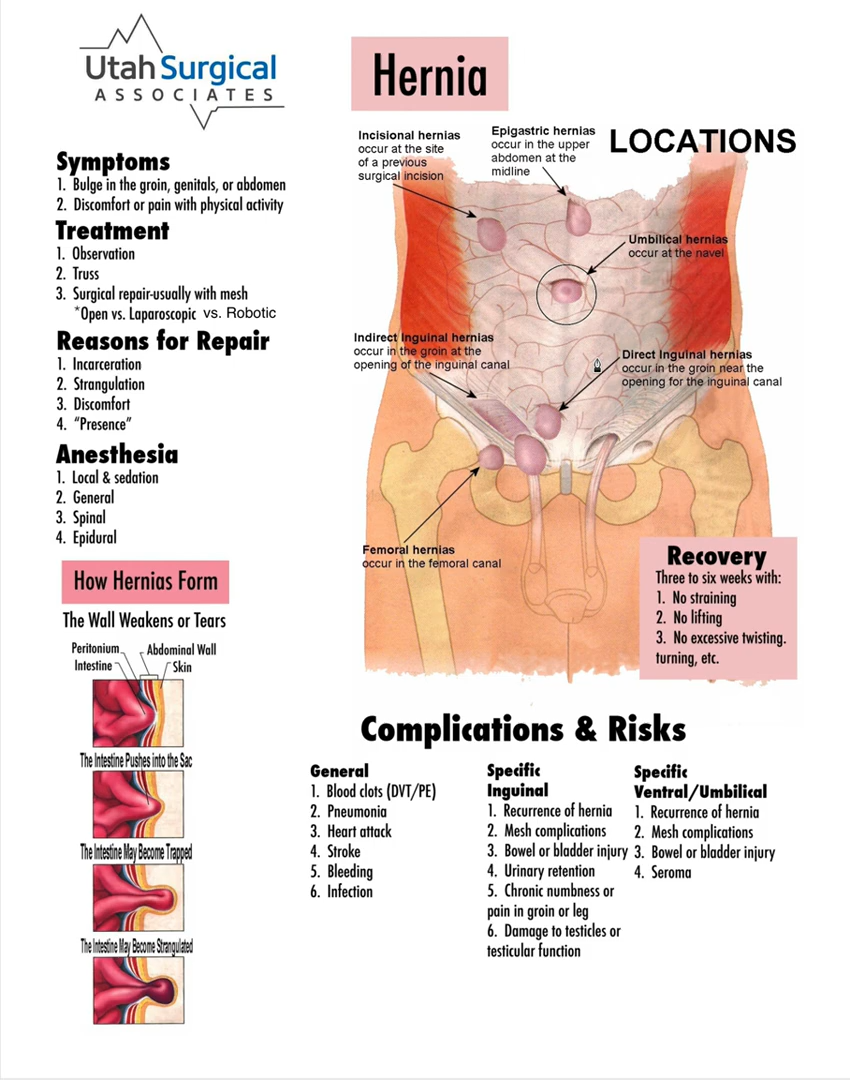 Utah Surgical
ASSOCIATES
Hernia
LOCATIONS
Symptoms
1. Bulge in the groin, genitals, or abdomen
2. Discomfort or pain with physical activity
Treatment
1. Observation
2. Truss
3. Surgical repair-usually with mesh
*Open vs. Laparoscopic vs. Robotic
Reasons for Repair
1. Incarceration
2. Strangulation
3. Discomfort
4. “Presence”
Anesthesia
1. Local & sedation
2. General
3. Spinal
4. Epidural
How Hernias Form
The Wall Weakens or Tears
Peritonium
Abdominal Wall
Intestine
Skin
The Intestine Pushes into the Sac
The Intestine May Become Trapped
The Intestine May Become Strangulated
Incisional hernias
occur at the site
of a previous
surgical incision
Epigastric hernias
occur in the upper
abdomen at the
midline
Umbilical hernias
occur at the navel
Indirect Inguinal hernias
occur in the groin at the
opening of the inguinal canal
Direct Inguinal hernias
occur in the groin near the
opening for the inguinal canal
Femoral hernias
occur in the femoral canal
Recovery
Three to six weeks with:
1. No straining
2. No lifting
3. No excessive twisting.
turning, etc.
Complications & Risks
General
1. Blood clots (DVT/PE)
2. Pneumonia
3. Heart attack
4. Stroke
5. Bleeding
6. Infection
Specific
Inguinal
1. Recurrence of hernia
2. Mesh complications
3. Bowel or bladder injury
4. Urinary retention
5. Chronic numbness or
pain in groin or leg
6. Damage to testicles or
testicular function
Specific
Ventral/Umbilical
1. Recurrence of hernia
2. Mesh complications
3. Bowel or bladder injury
4. Seroma